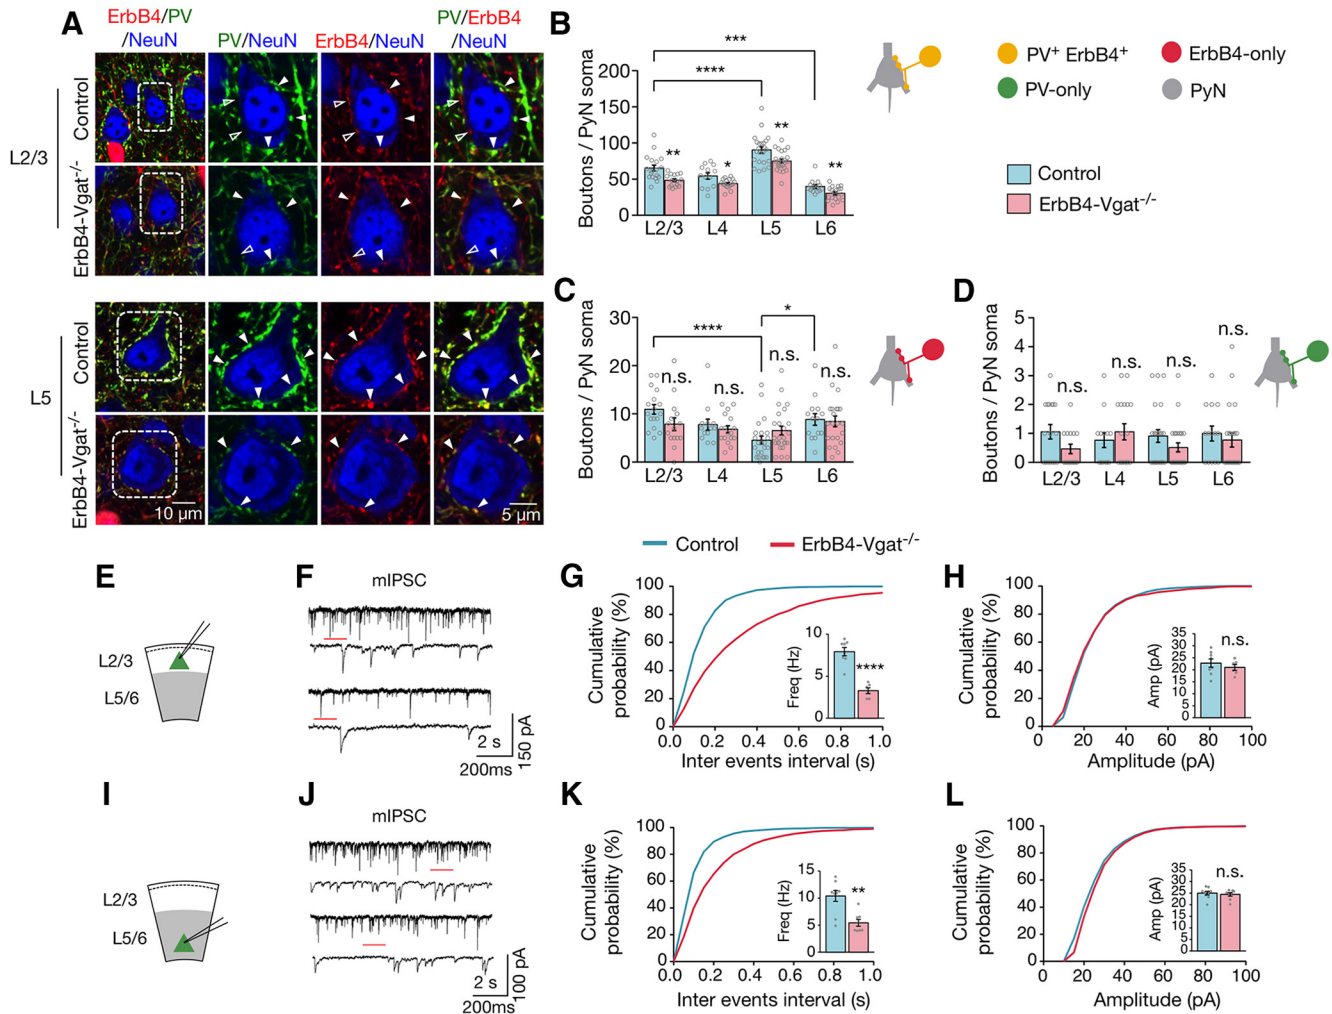 A
ErbB4/PV
/NeuN
PV/NeuN
ErbB4/NeuN
PV/ErbB4
/NeuN
L2/3
Control
ErbB4-Vgat-/-
L5
Control
ErbB4-Vgat-/-
10 µm
5 µm
B
Boutons / PyN soma
200
150
100
50
0
***
****
**
*
**
**
L2/3
L4
L5
L6
PV+ ErbB4+
ErbB4-only
PV-only
PyN
Control
ErbB4-Vgat-/-
C
Boutons / PyN soma
30
20
10
0
****
*
n.s.
n.s.
n.s.
n.s.
L2/3
L4
L5
L6
D
Boutons / PyN soma
5
4
3
2
1
0
n.s.
n.s.
n.s.
n.s.
L2/3
L4
L5
L6
Control
ErbB4-Vgat-/-
E
L2/3
L5/6
F
mIPSC
2 s
200ms
150 pA
G
Cumulative
probability (%)
100
80
60
40
20
0
0.0
0.2
0.4
0.6
0.8
1.0
Inter events interval (s)
Freq (Hz)
10
5
0
****
H
Cumulative
probability (%)
100
80
60
40
20
0
0
20
40
60
80
100
Amplitude (pA)
Amp (pA)
35
30
25
20
15
10
5
0
n.s.
I
L2/3
L5/6
J
mIPSC
2 s
200ms
100 pA
K
Cumulative
probability (%)
100
80
60
40
20
0
0.0
0.2
0.4
0.6
0.8
1.0
Inter events interval (s)
Freq (Hz)
15
10
5
0
**
L
Cumulative
probability (%)
100
80
60
40
20
0
0
20
40
60
80
100
Amplitude (pA)
Amp (pA)
35
30
25
20
15
10
5
0
n.s.